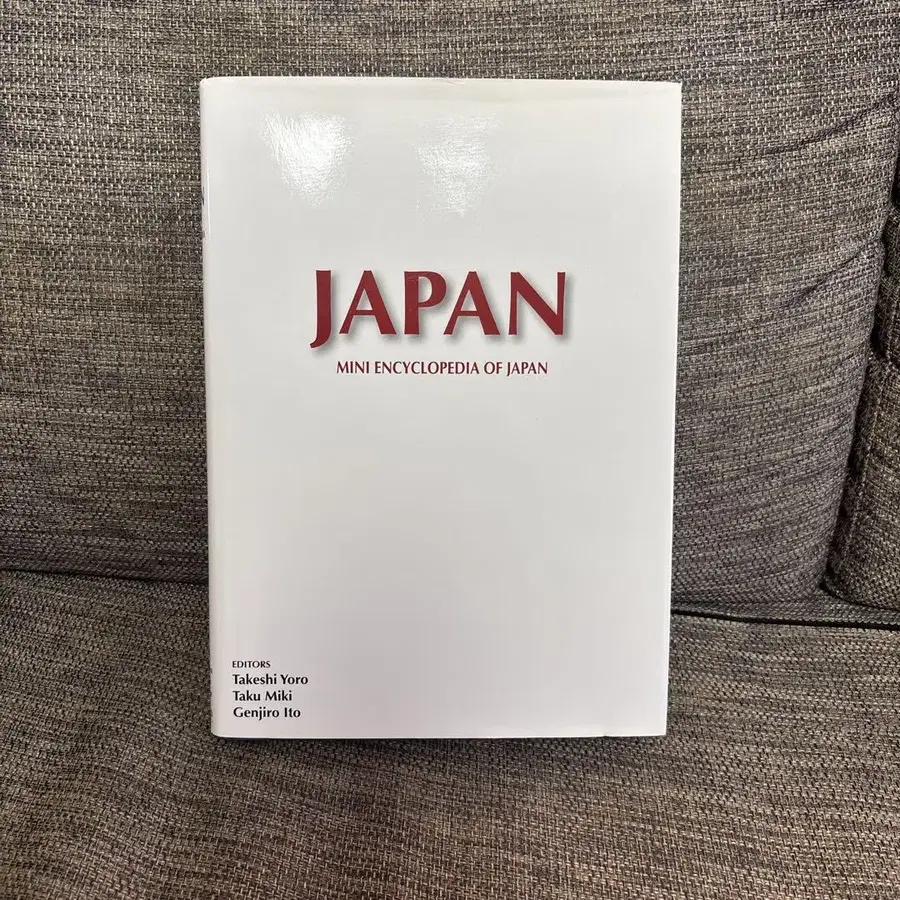 JAPAN
MINI ENCYCLOPEDIA OF JAPAN
EDITORS
Takeshi Yoro
Taku Miki
Genjiro Ito